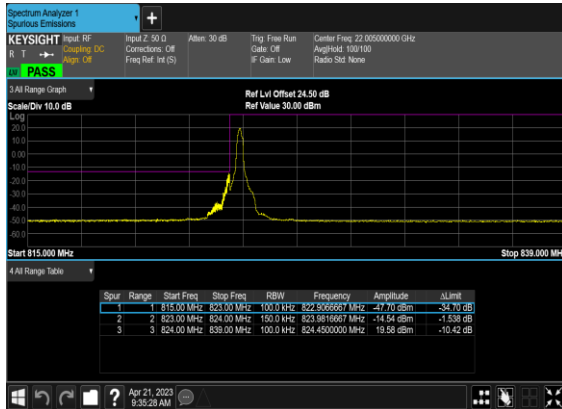 Spectrum Analyzer 1
Spurious Emissions
KEYSIGHT Input: RF Input Z: 50 Ω Atten: 30 dB Trig: Free Run Center Freq: 22.005000000 GHz
R T Coupling: DC Corrections: Off Gate: Off Avg|Hold: 100/100
Align: Off Freq Ref: Int (S) IF Gain: Low Radio Std: None
PASS
3 All Range Graph
Ref Lvl Offset 24.50 dB
Scale/Div 10.0 dB Ref Value 30.00 dBm
Log
20.0
10.0
0.00
-10.0
-20.0
-30.0
-40.0
-50.0
-60.0
Start 815.000 MHz Stop 839.000 MH
4 All Range Table
Spur Range Start Freq Stop Freq RBW Frequency Amplitude ΔLimit
1 1 815.00 MHz 823.00 MHz 100.0 kHz 822.9066667 MHz -47.70 dBm -34.70 dB
2 2 823.00 MHz 824.00 MHz 150.0 kHz 823.9816667 MHz -14.54 dBm -1.538 dB
3 3 824.00 MHz 839.00 MHz 100.0 kHz 824.4500000 MHz 19.58 dBm -10.42 dB
? Apr 21, 2023
9:35:28 AM